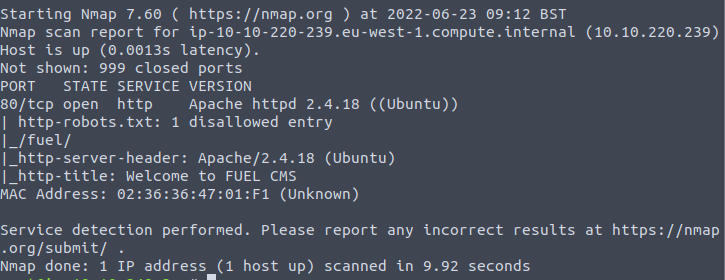 Starting Nmap 7.60 ( https://nmap.org ) at 2022-06-23 09:12 BST
Nmap scan report for ip-10-10-220-239.eu-west-1.compute.internal (10.10.220.239)
Host is up (0.0013s latency).
Not shown: 999 closed ports
PORT   STATE SERVICE VERSION
80/tcp open  http    Apache httpd 2.4.18 ((Ubuntu))
| http-robots.txt: 1 disallowed entry
|_/fuel/
|_http-server-header: Apache/2.4.18 (Ubuntu)
|_http-title: Welcome to FUEL CMS
MAC Address: 02:36:36:47:01:F1 (Unknown)

Service detection performed. Please report any incorrect results at https://nmap
.org/submit/ .
Nmap done: 1 IP address (1 host up) scanned in 9.92 seconds